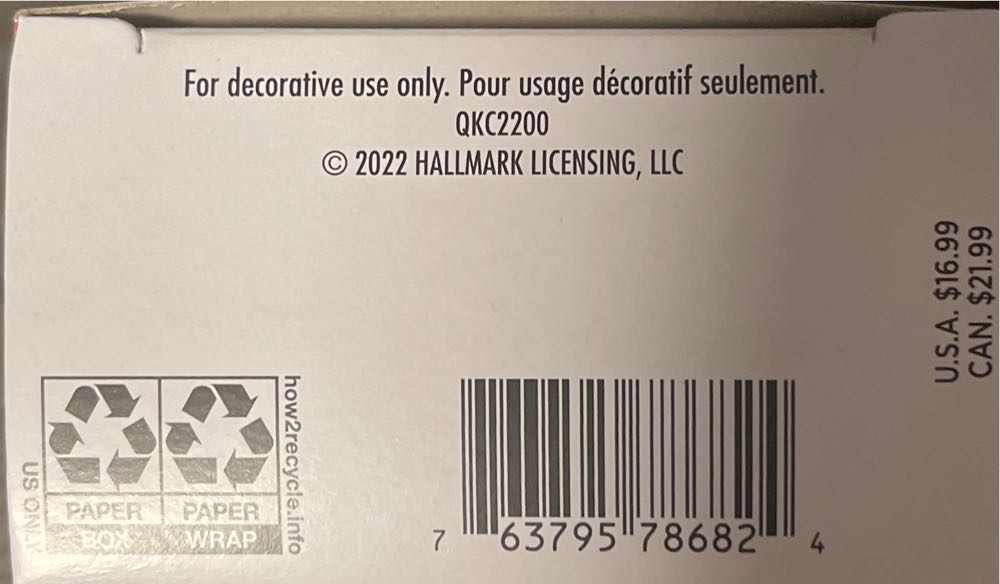 For decorative use only. Pour usage décoratif seulement.
QKC2200
© 2022 HALLMARK LICENSING, LLC
U.S.A. $16.99
CAN. $21.99
US ONLY
PAPER
BOX
PAPER
WRAP
how2recycle.info
7 63795 78682 4